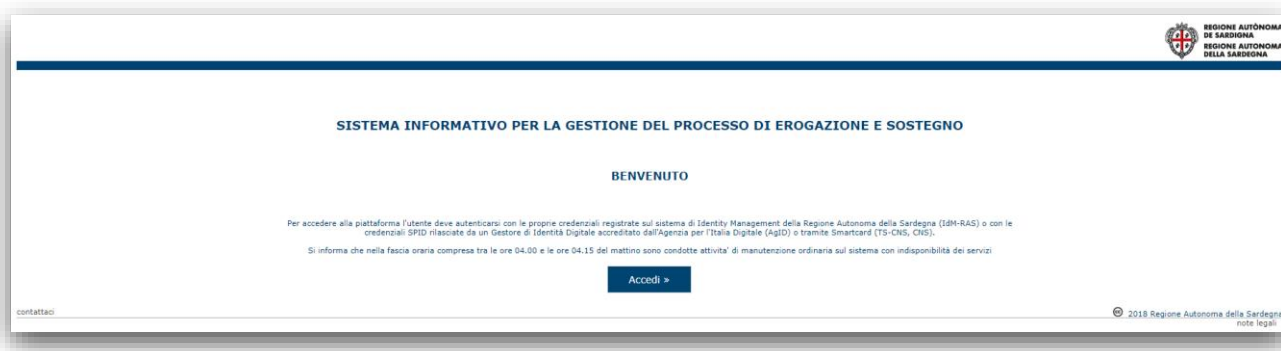 REGIONE AUTÒNOMA
DE SARDIGNA
REGIONE AUTONOMA
DELLA SARDEGNA
SISTEMA INFORMATIVO PER LA GESTIONE DEL PROCESSO DI EROGAZIONE E SOSTEGNO
BENVENUTO
Per accedere alla piattaforma l'utente deve autenticarsi con le proprie credenziali registrate sul sistema di Identity Management della Regione Autonoma della Sardegna (IdM-RAS) o con le
credenziali SPID rilasciate da un Gestore di Identità Digitale accreditato dall'Agenzia per l'Italia Digitale (AgID) o tramite Smartcard (TS-CNS, CNS).
Si informa che nella fascia oraria compresa tra le ore 04.00 e le ore 04.15 del mattino sono condotte attivita' di manutenzione ordinaria sul sistema con indisponibilità dei servizi
Accedi »
contattaci
2018 Regione Autonoma della Sardegna
note legali